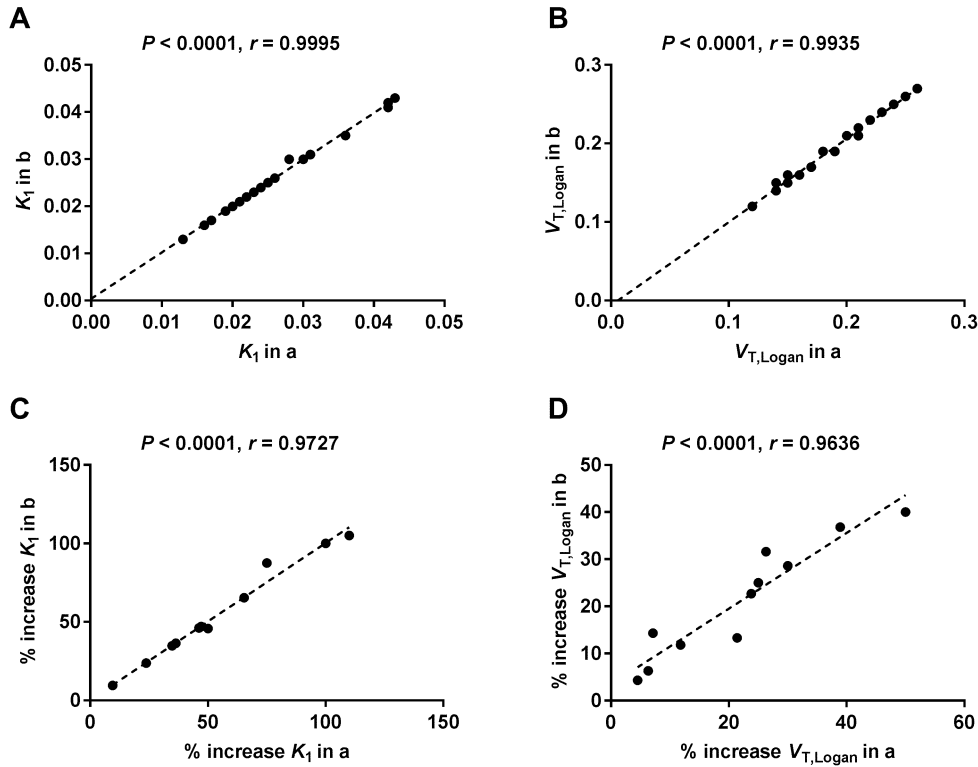 A
P < 0.0001, r = 0.9995
K1 in b
0.05
0.04
0.03
0.02
0.01
0.00
0.00 0.01 0.02 0.03 0.04 0.05
K1 in a
B
P < 0.0001, r = 0.9935
VT,Logan in b
0.3
0.2
0.1
0.0
0.0 0.1 0.2 0.3
VT,Logan in a
C
P < 0.0001, r = 0.9727
% increase K1 in b
150
100
50
0
0 50 100 150
% increase K1 in a
D
P < 0.0001, r = 0.9636
% increase VT,Logan in b
50
40
30
20
10
0
0 20 40 60
% increase VT,Logan in a